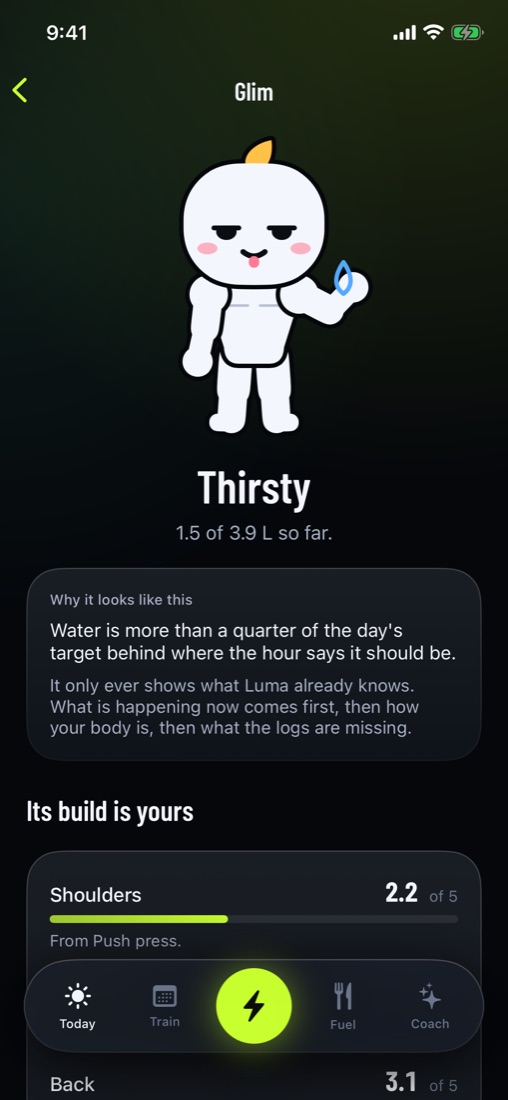 9:41
Glim
Thirsty
1.5 of 3.9 L so far.
Why it looks like this
Water is more than a quarter of the day's
target behind where the hour says it should be.
It only ever shows what Luma already knows.
What is happening now comes first, then how
your body is, then what the logs are missing.
Its build is yours
Shoulders 2.2 of 5
From Push press.
Today Train Fuel Coach
Back 3.1 of 5